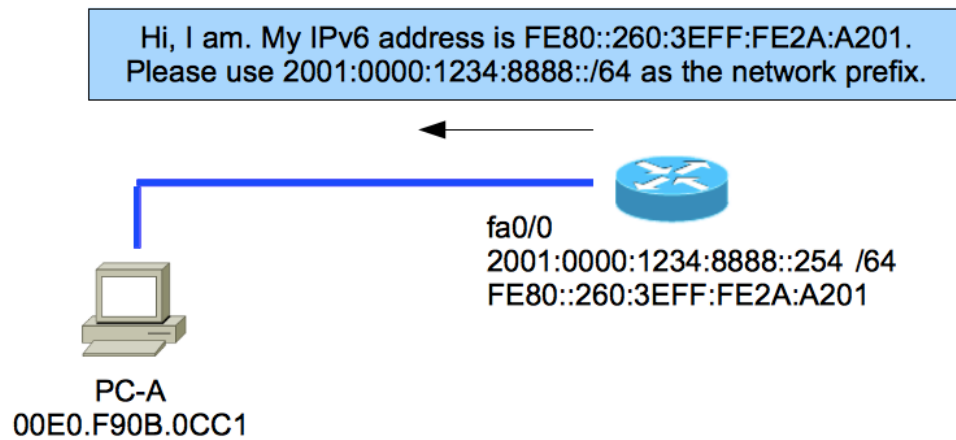 Hi, I am. My IPv6 address is FE80::260:3EFF:FE2A:A201.
Please use 2001:0000:1234:8888::/64 as the network prefix.
fa0/0
2001:0000:1234:8888::254 /64
FE80::260:3EFF:FE2A:A201
PC-A
00E0.F90B.0CC1